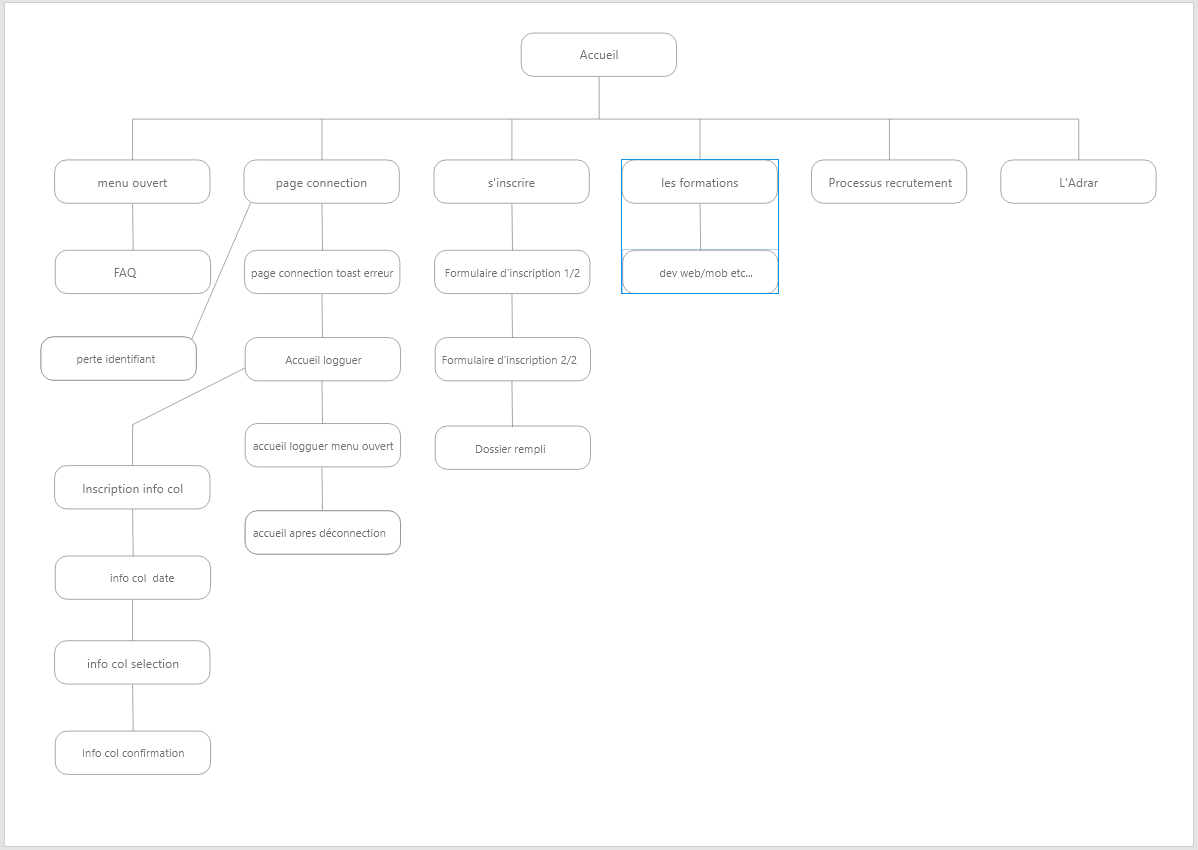 Accueil
menu ouvert
page connection
s'inscrire
les formations
Processus recrutement
L'Adrar
FAQ
page connection toast erreur
Formulaire d'inscription 1/2
dev web/mob etc...
perte identifiant
Accueil logguer
Formulaire d'inscription 2/2
accueil logguer menu ouvert
Dossier rempli
Inscription info col
accueil apres déconnection
info col date
info col selection
Info col confirmation